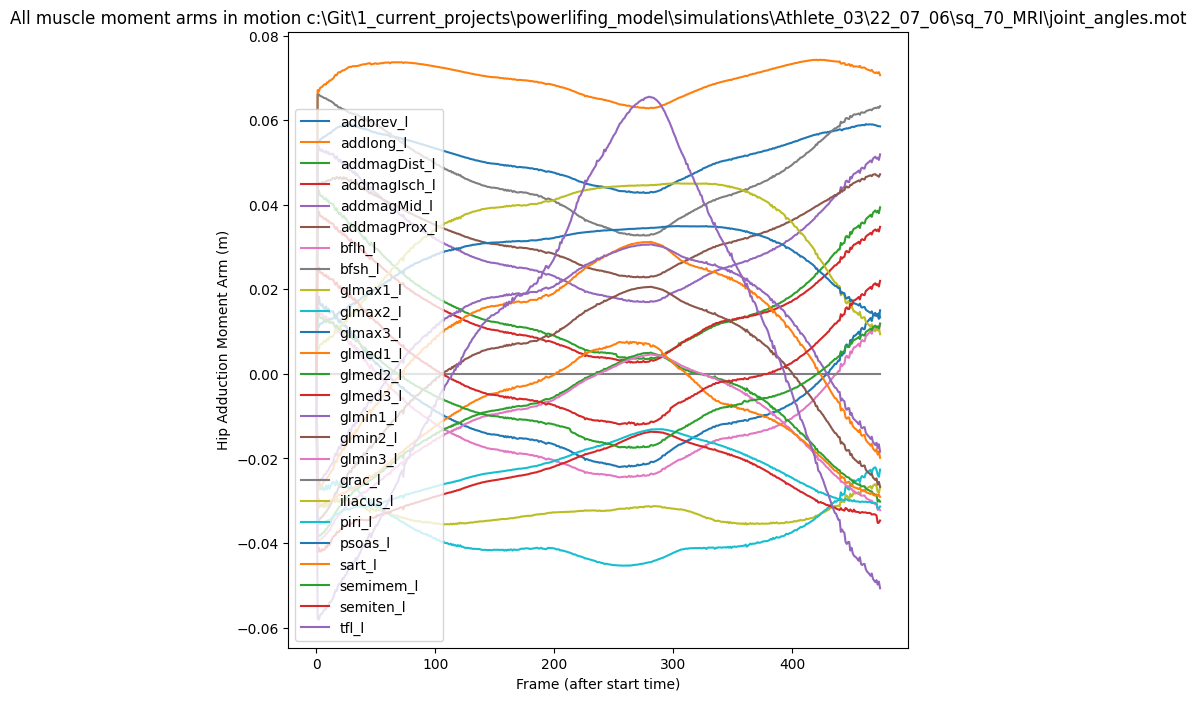 All muscle moment arms in motion c:\Git\1_current_projects\powerlifing_model\simulations\Athlete_03\22_07_06\sq_70_MRI\joint_angles.mot
0.08
0.06
0.04
0.02
0.00
−0.02
−0.04
−0.06
Hip Adduction Moment Arm (m)
addbrev_l
addlong_l
addmagDist_l
addmagIsch_l
addmagMid_l
addmagProx_l
bflh_l
bfsh_l
glmax1_l
glmax2_l
glmax3_l
glmed1_l
glmed2_l
glmed3_l
glmin1_l
glmin2_l
glmin3_l
grac_l
iliacus_l
piri_l
psoas_l
sart_l
semimem_l
semiten_l
tfl_l
0 100 200 300 400
Frame (after start time)